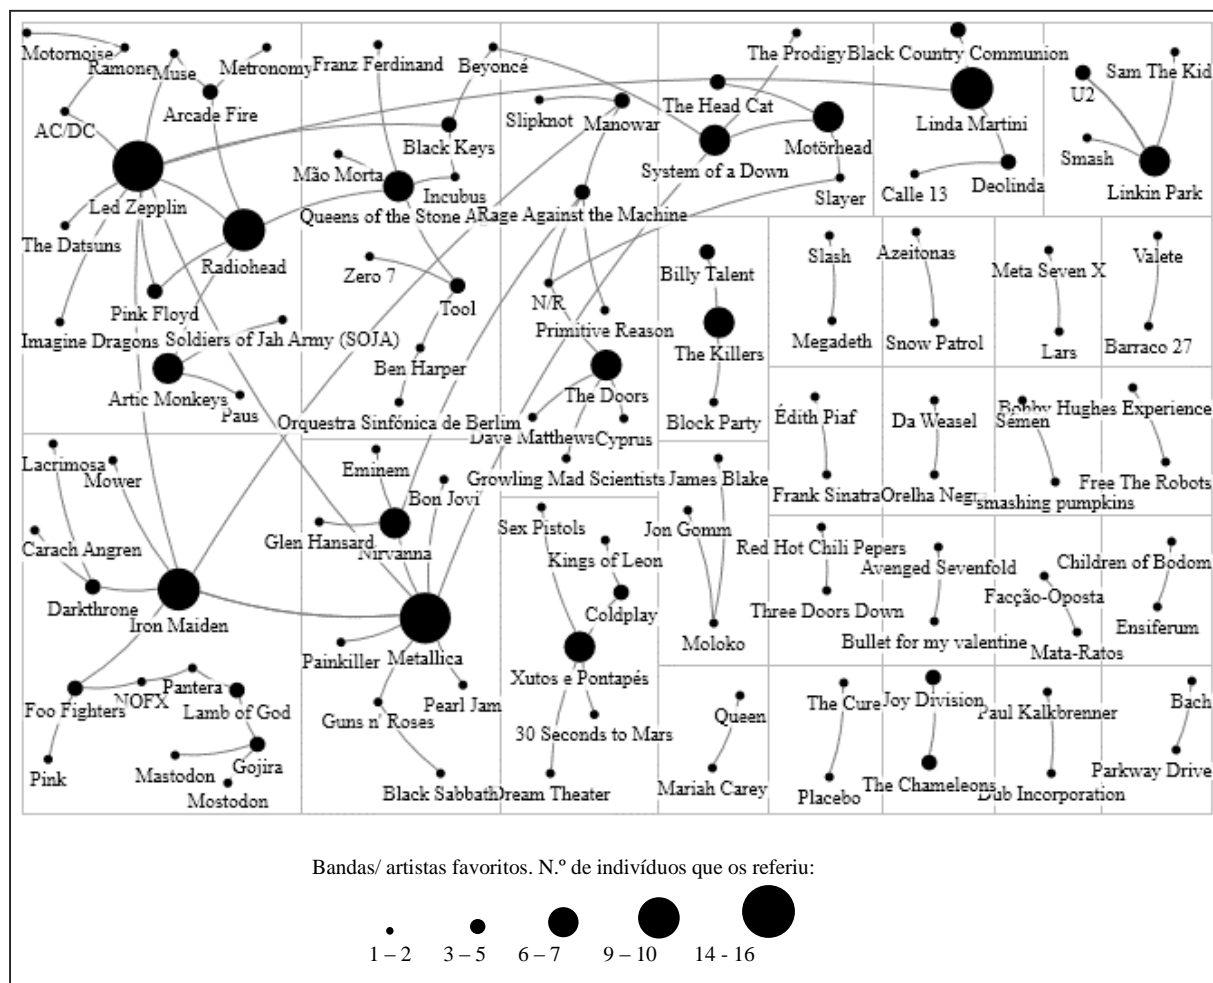 Motornoise
Ramone
Muse
Metronomy
Franz Ferdinand
Beyoncé
The Prodigy
Black Country Communion
Sam The Kid
U2
AC/DC
Arcade Fire
Slipknot
Manowar
The Head Cat
Linda Martini
Black Keys
Motörhead
Smash
Mão Morta
Incubus
System of a Down
Slayer
Calle 13
Deolinda
Linkin Park
Led Zepplin
Queens of the Stone A
Rage Against the Machine
The Datsuns
Radiohead
Zero 7
Tool
N/R
Billy Talent
Slash
Azeitonas
Meta Seven X
Valete
Pink Floyd
Primitive Reason
Imagine Dragons
Soldiers of Jah Army (SOJA)
Megadeth
Snow Patrol
Lars
Barraco 27
Ben Harper
The Killers
Artic Monkeys
Paus
The Doors
Orquestra Sinfónica de Berlim
Dave Matthews
Cyprus
Block Party
Édith Piaf
Da Weasel
Sémen
Bobby Hughes Experience
Lacrimosa
Mower
Eminem
Bon Jovi
Growling Mad Scientists
James Blake
Frank Sinatra
Orelha Neg
smashing pumpkins
Free The Robots
Carach Angren
Glen Hansard
Nirvanna
Sex Pistols
Jon Gomm
Kings of Leon
Red Hot Chili Pepers
Avenged Sevenfold
Children of Bodom
Darkthrone
Iron Maiden
Coldplay
Three Doors Down
Facção-Oposta
Ensiferum
Painkiller
Metallica
Moloko
Bullet for my valentine
Mata-Ratos
Xutos e Pontapés
Foo Fighters
NOFX
Pantera
Lamb of God
Guns n' Roses
Pearl Jam
30 Seconds to Mars
Queen
The Cure
Joy Division
Paul Kalkbrenner
Bach
Pink
Mastodon
Gojira
Mostodon
Black Sabbath
Dream Theater
Mariah Carey
Placebo
The Chameleons
Dub Incorporation
Parkway Drive
Bandas/ artistas favoritos. N.º de indivíduos que os referiu:
1 – 2 3 – 5 6 – 7 9 – 10 14 - 16